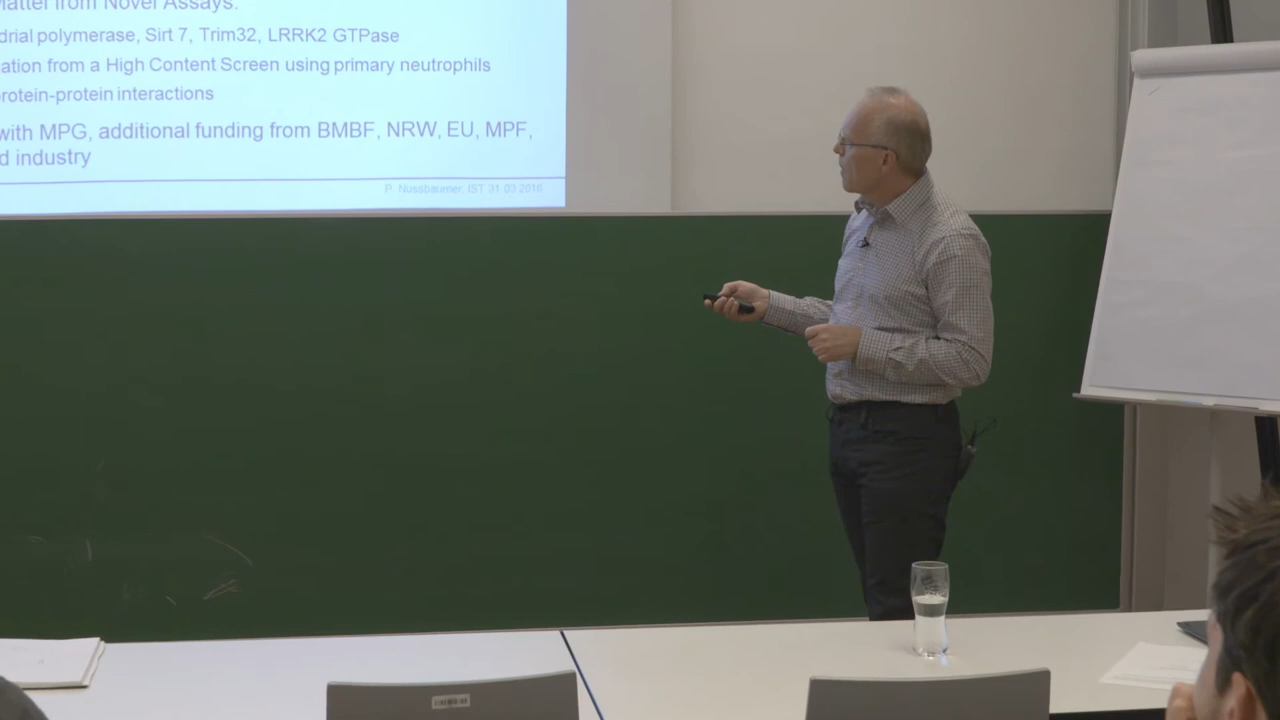 Matter from Novel Assays:
drial polymerase, Sirt 7, Trim32, LRRK2 GTPase
ation from a High Content Screen using primary neutrophils
protein-protein interactions
with MPG, additional funding from BMBF, NRW, EU, MPF,
d industry
P. Nussbaumer, IST 31.03.2016